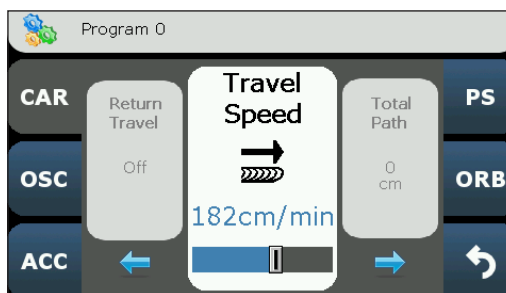 Program 0
CAR
OSC
ACC
Return
Travel
Off
Travel
Speed
182cm/min
Total
Path
0
cm
PS
ORB